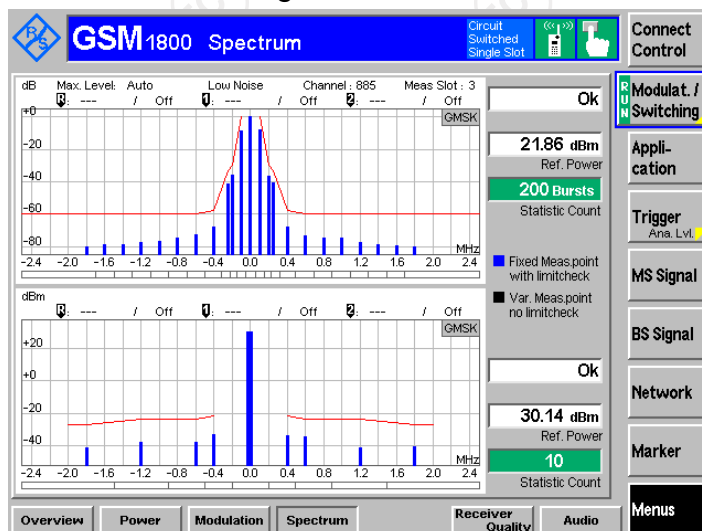 R/S
GSM 1800 Spectrum
Circuit
Switched
Single Slot
Connect
Control
dB Max. Level: Auto Low Noise Channel : 885 Meas Slot : 3
R: --- / Off 1: --- / Off 2: --- / Off
GMSK
+0
-20
-40
-60
-80
MHz
-2.4 -2.0 -1.6 -1.2 -0.8 -0.4 0.0 0.4 0.8 1.2 1.6 2.0 2.4
Ok
21.86 dBm
Ref. Power
200 Bursts
Statistic Count
Fixed Meas.point
with limitcheck
Var. Meas.point
no limitcheck
dBm
R: --- / Off 1: --- / Off 2: --- / Off
GMSK
+20
+0
-20
-40
MHz
-2.4 -2.0 -1.6 -1.2 -0.8 -0.4 0.0 0.4 0.8 1.2 1.6 2.0 2.4
Ok
30.14 dBm
Ref. Power
10
Statistic Count
RUN
Modulat. /
Switching
Appli-
cation
Trigger
Ana. Lvl.
MS Signal
BS Signal
Network
Marker
Menus
Overview Power Modulation Spectrum Receiver Quality Audio